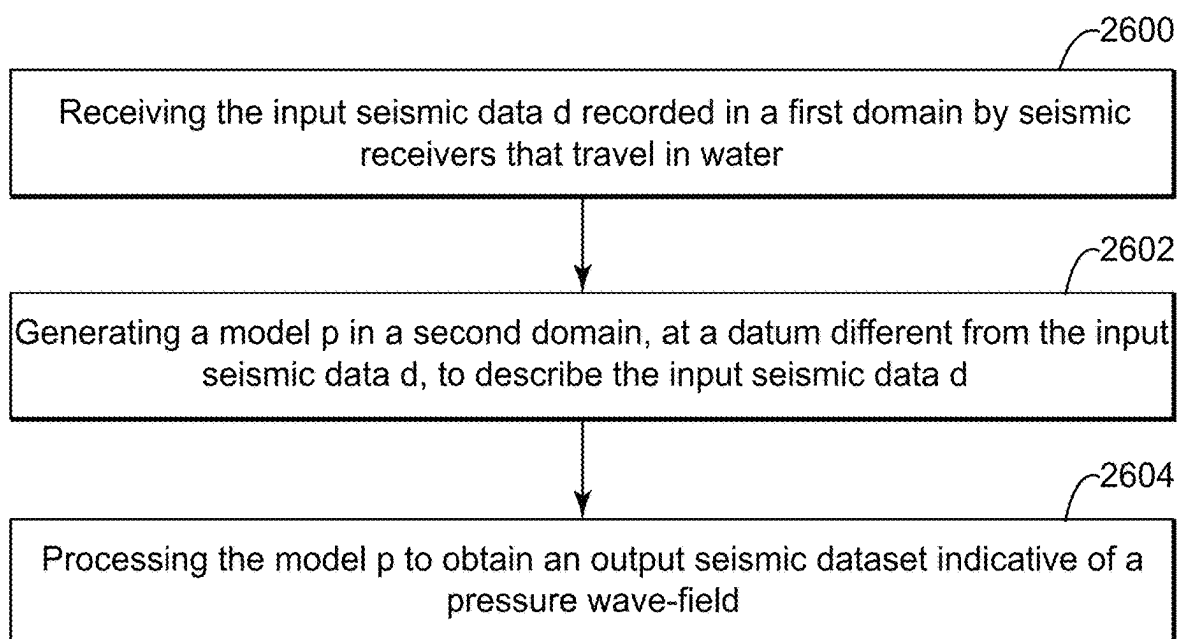 2600
Receiving the input seismic data d recorded in a first domain by seismic
receivers that travel in water
2602
Generating a model p in a second domain, at a datum different from the input
seismic data d, to describe the input seismic data d
2604
Processing the model p to obtain an output seismic dataset indicative of a
pressure wave-field